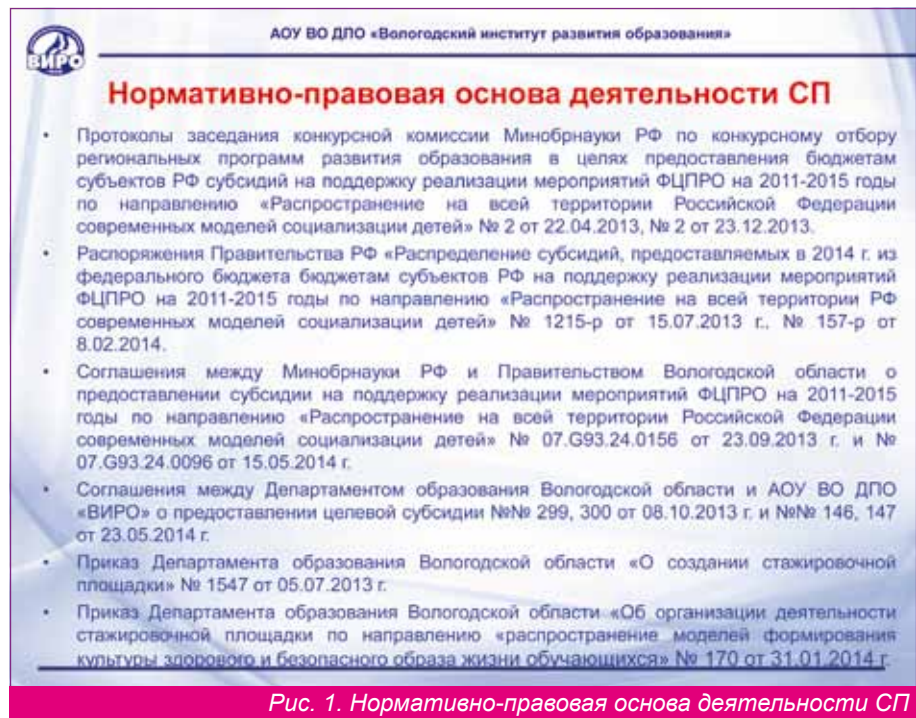 АОУ ВО ДПО «Вологодский институт развития образования»
ВИРО
Нормативно-правовая основа деятельности СП
• Протоколы заседания конкурсной комиссии Минобрнауки РФ по конкурсному отбору
региональных программ развития образования в целях предоставления бюджетам
субъектов РФ субсидий на поддержку реализации мероприятий ФЦПРО на 2011-2015 годы
по направлению «Распространение на всей территории Российской Федерации
современных моделей социализации детей» № 2 от 22.04.2013, № 2 от 23.12.2013.
• Распоряжения Правительства РФ «Распределение субсидий, предоставляемых в 2014 г. из
федерального бюджета бюджетам субъектов РФ на поддержку реализации мероприятий
ФЦПРО на 2011-2015 годы по направлению «Распространение на всей территории РФ
современных моделей социализации детей» № 1215-р от 15.07.2013 г., № 157-р от
8.02.2014.
• Соглашения между Минобрнауки РФ и Правительством Вологодской области о
предоставлении субсидии на поддержку реализации мероприятий ФЦПРО на 2011-2015
годы по направлению «Распространение на всей территории Российской Федерации
современных моделей социализации детей» № 07.G93.24.0156 от 23.09.2013 г. и №
07.G93.24.0096 от 15.05.2014 г.
• Соглашения между Департаментом образования Вологодской области и АОУ ВО ДПО
«ВИРО» о предоставлении целевой субсидии №№ 299, 300 от 08.10.2013 г. и №№ 146, 147
от 23.05.2014 г.
• Приказ Департамента образования Вологодской области «О создании стажировочной
площадки» № 1547 от 05.07.2013 г.
• Приказ Департамента образования Вологодской области «Об организации деятельности
стажировочной площадки по направлению «распространение моделей формирования
культуры здорового и безопасного образа жизни обучающихся» № 170 от 31.01.2014 г.
Рис. 1. Нормативно-правовая основа деятельности СП